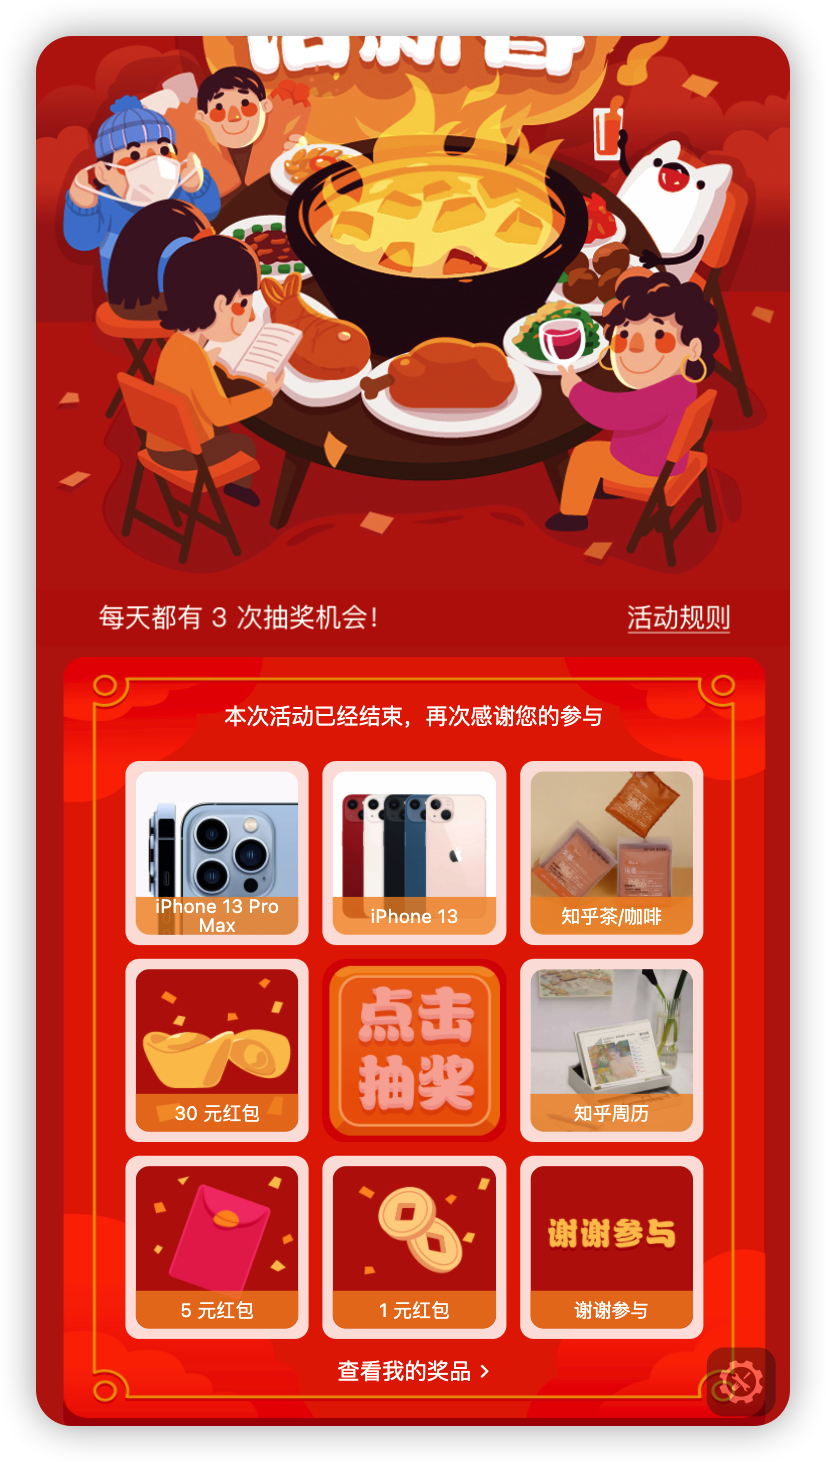 每天都有 3 次抽奖机会！
活动规则
本次活动已经结束，再次感谢您的参与
iPhone 13 Pro
Max
iPhone 13
知乎茶/咖啡
30 元红包
点击
抽奖
知乎周历
5 元红包
1 元红包
谢谢参与
谢谢参与
查看我的奖品 >